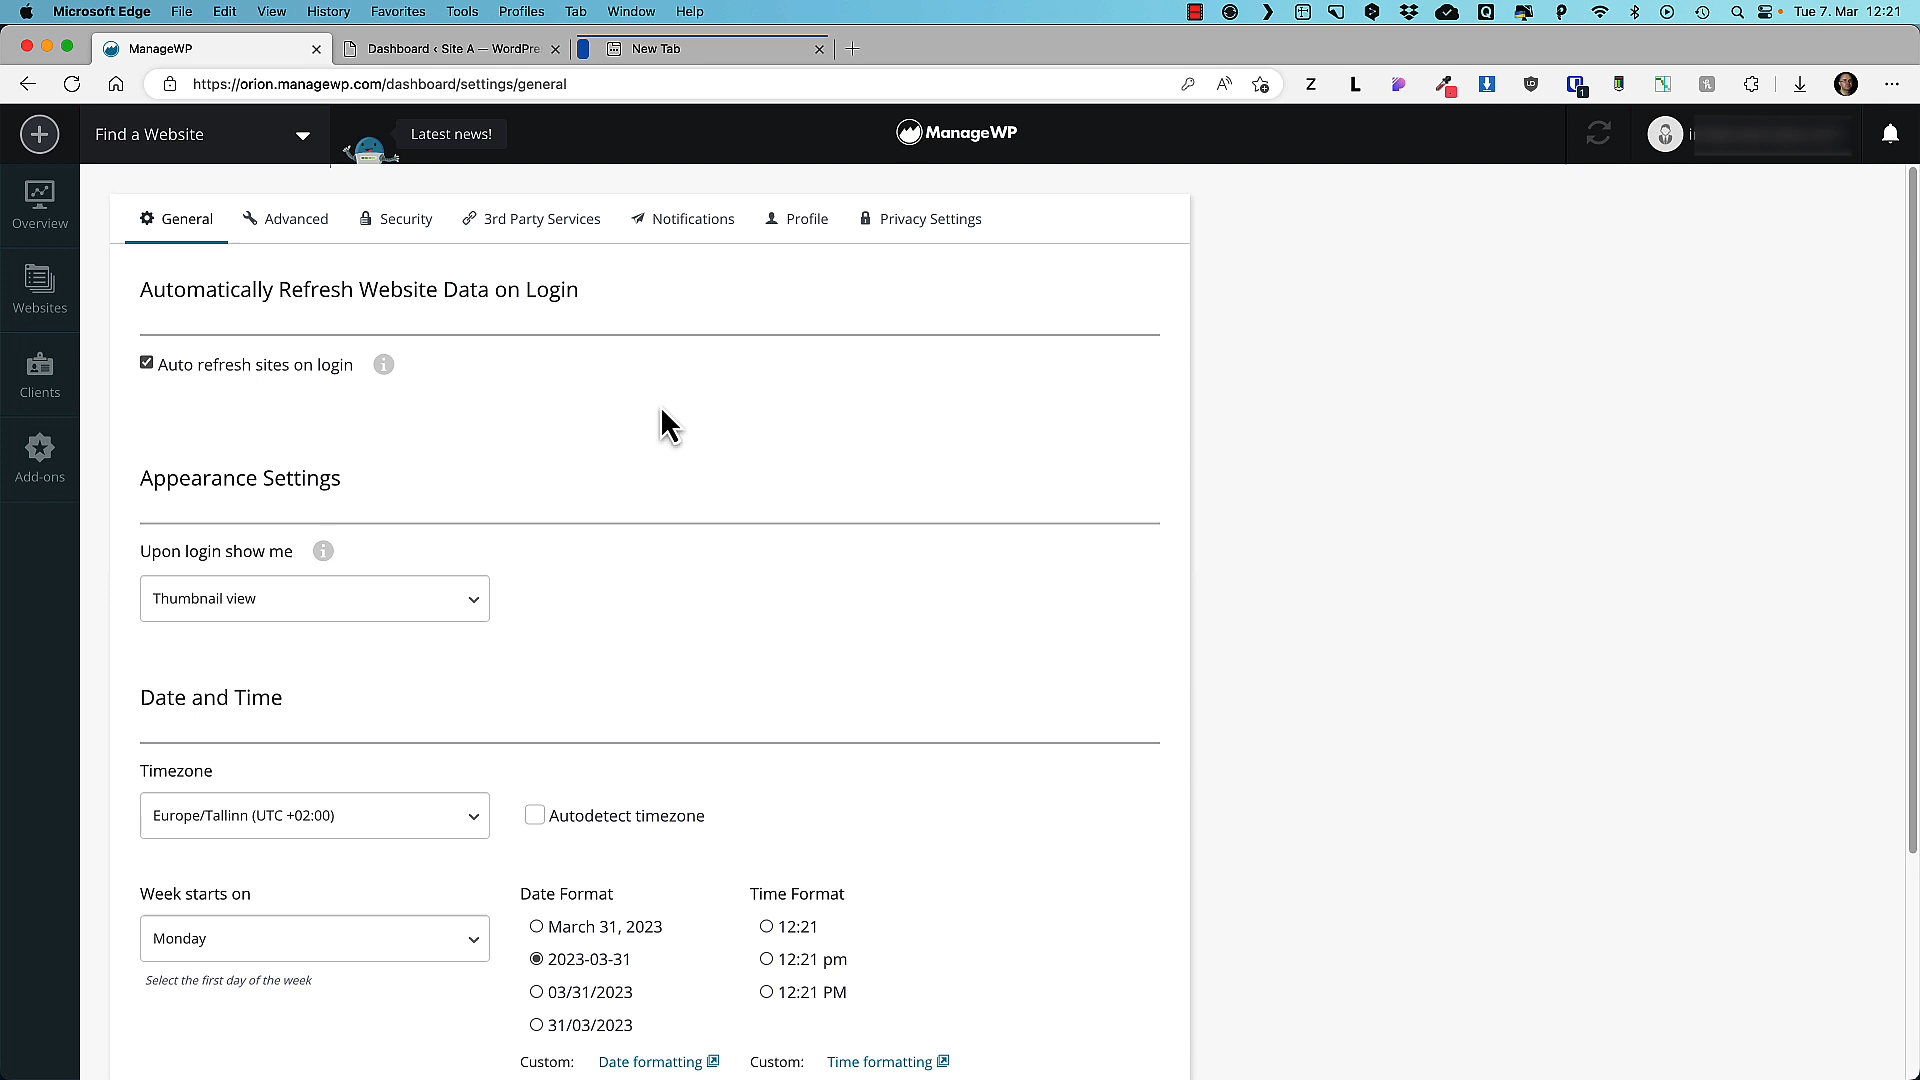 Microsoft Edge File Edit View History Favorites Tools Profiles Tab Window Help Tue 7. Mar 12:21
ManageWP Dashboard ‹ Site A — WordPre New Tab
https://orion.managewp.com/dashboard/settings/general
Find a Website Latest news! ManageWP
Overview
Websites
Clients
Add-ons
General Advanced Security 3rd Party Services Notifications Profile Privacy Settings
Automatically Refresh Website Data on Login
Auto refresh sites on login
Appearance Settings
Upon login show me
Thumbnail view
Date and Time
Timezone
Europe/Tallinn (UTC +02:00) Autodetect timezone
Week starts on Date Format Time Format
Monday
Select the first day of the week
March 31, 2023 12:21
2023-03-31 12:21 pm
03/31/2023 12:21 PM
31/03/2023
Custom: Date formatting Custom: Time formatting